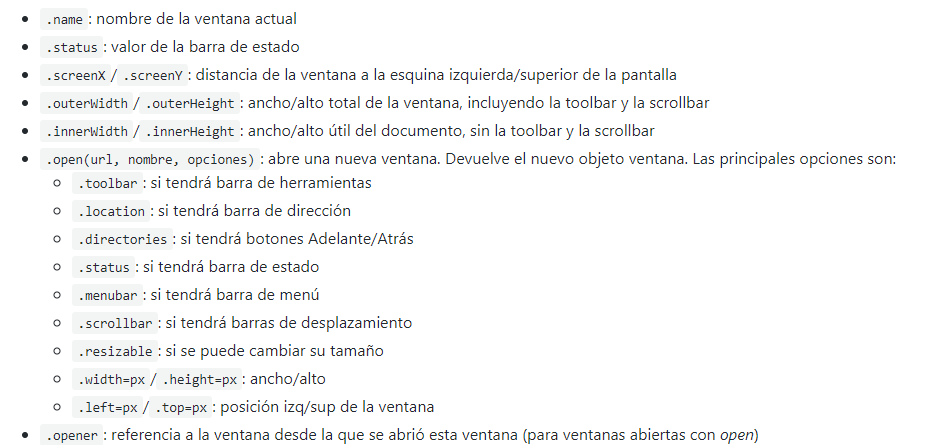 • .name : nombre de la ventana actual
• .status : valor de la barra de estado
• .screenX / .screenY : distancia de la ventana a la esquina izquierda/superior de la pantalla
• .outerWidth / .outerHeight : ancho/alto total de la ventana, incluyendo la toolbar y la scrollbar
• .innerWidth / .innerHeight : ancho/alto útil del documento, sin la toolbar y la scrollbar
• .open(url, nombre, opciones) : abre una nueva ventana. Devuelve el nuevo objeto ventana. Las principales opciones son:
◦ .toolbar : si tendrá barra de herramientas
◦ .location : si tendrá barra de dirección
◦ .directories : si tendrá botones Adelante/Atrás
◦ .status : si tendrá barra de estado
◦ .menubar : si tendrá barra de menú
◦ .scrollbar : si tendrá barras de desplazamiento
◦ .resizable : si se puede cambiar su tamaño
◦ .width=px / .height=px : ancho/alto
◦ .left=px / .top=px : posición izq/sup de la ventana
• .opener : referencia a la ventana desde la que se abrió esta ventana (para ventanas abiertas con open)